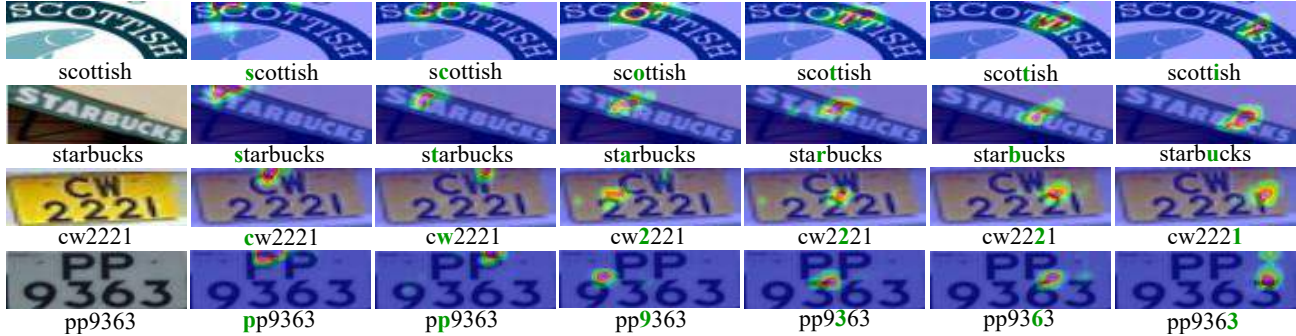 SCOTTISH SCOTTISH SCOTTISH SCOTTISH SCOTTISH SCOTTISH SCOTTISH
scottish scottish scottish scottish scottish scottish scottish
STARBUCKS STARBUCKS STARBUCKS STARBUCKS STARBUCKS STARBUCKS STARBUCKS
starbucks starbucks starbucks starbucks starbucks starbucks starbucks
CW CW CW CW CW CW CW
2221 2221 2221 2221 2221 2221 2221
cw2221 cw2221 cw2221 cw2221 cw2221 cw2221 cw2221
PP PP PP PP PP PP PP
9363 9363 9363 9363 9363 9363 9363
pp9363 pp9363 pp9363 pp9363 pp9363 pp9363 pp9363